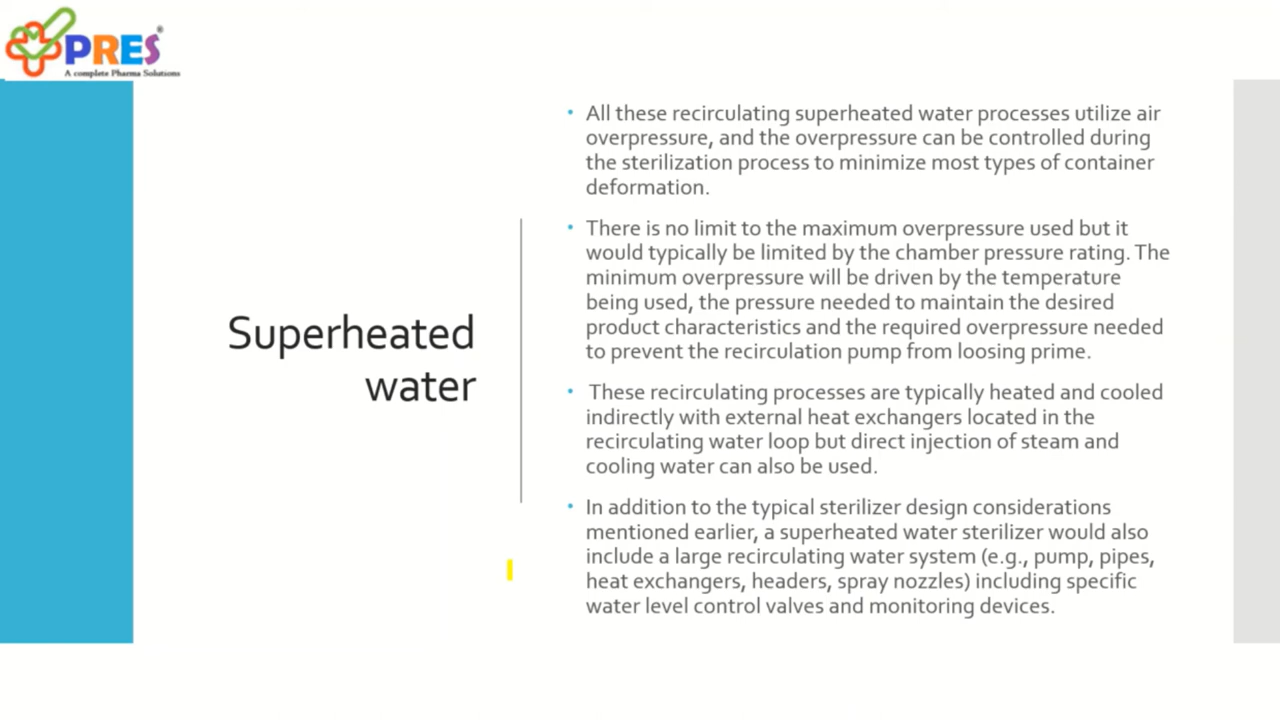 PRES®
A complete Pharma Solutions
Superheated
water
• All these recirculating superheated water processes utilize air
overpressure, and the overpressure can be controlled during
the sterilization process to minimize most types of container
deformation.
• There is no limit to the maximum overpressure used but it
would typically be limited by the chamber pressure rating. The
minimum overpressure will be driven by the temperature
being used, the pressure needed to maintain the desired
product characteristics and the required overpressure needed
to prevent the recirculation pump from loosing prime.
• These recirculating processes are typically heated and cooled
indirectly with external heat exchangers located in the
recirculating water loop but direct injection of steam and
cooling water can also be used.
• In addition to the typical sterilizer design considerations
mentioned earlier, a superheated water sterilizer would also
include a large recirculating water system (e.g., pump, pipes,
heat exchangers, headers, spray nozzles) including specific
water level control valves and monitoring devices.